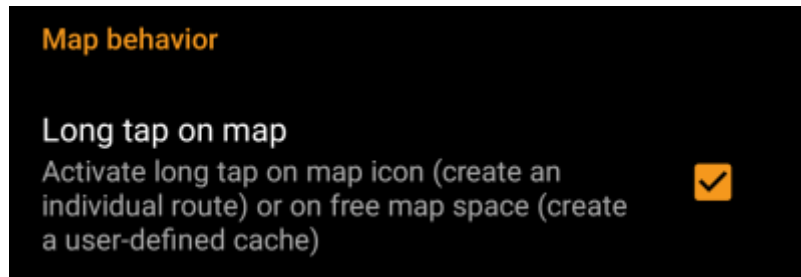 Map behavior
Long tap on map
Activate long tap on map icon (create an
individual route) or on free map space (create
a user-defined cache)